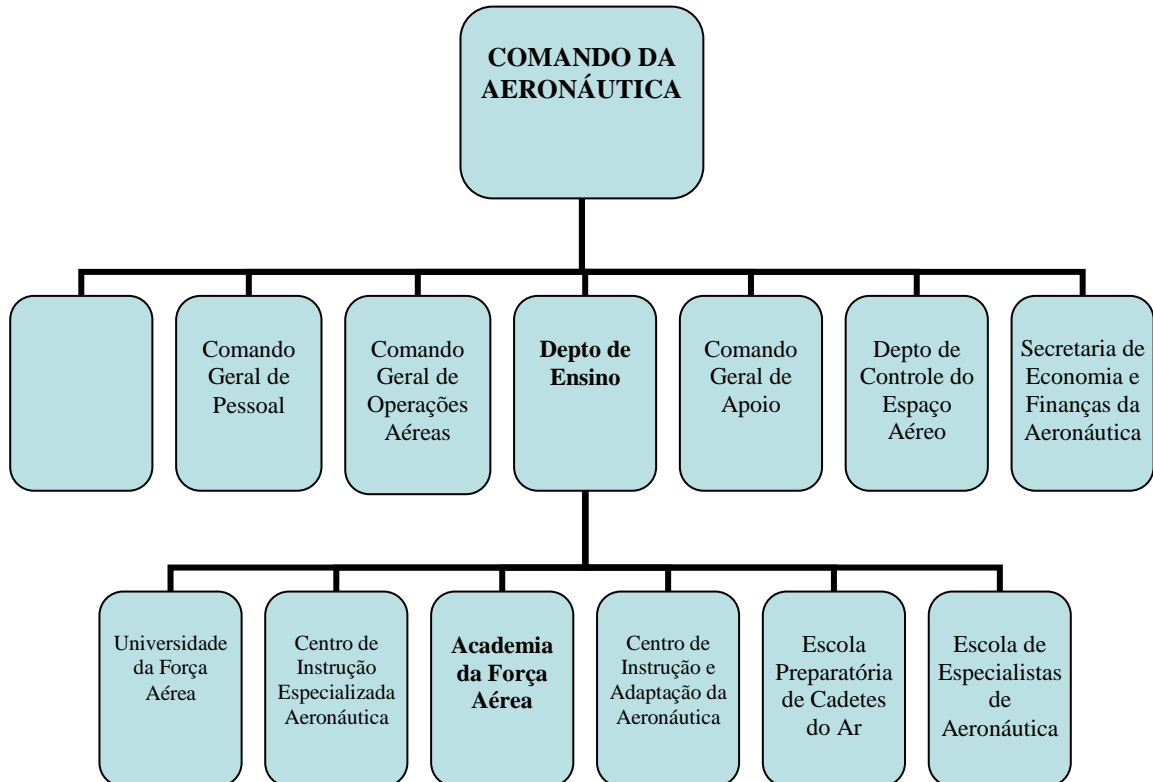 COMANDO DA
AERONÁUTICA
Comando
Geral de
Pessoal
Comando
Geral de
Operações
Aéreas
Depto de
Ensino
Comando
Geral de
Apoio
Depto de
Controle do
Espaço
Aéreo
Secretaria de
Economia e
Finanças da
Aeronáutica
Universidade
da Força
Aérea
Centro de
Instrução
Especializada
Aeronáutica
Academia
da Força
Aérea
Centro de
Instrução e
Adaptação da
Aeronáutica
Escola
Preparatória
de Cadetes
do Ar
Escola de
Especialistas
de
Aeronáutica